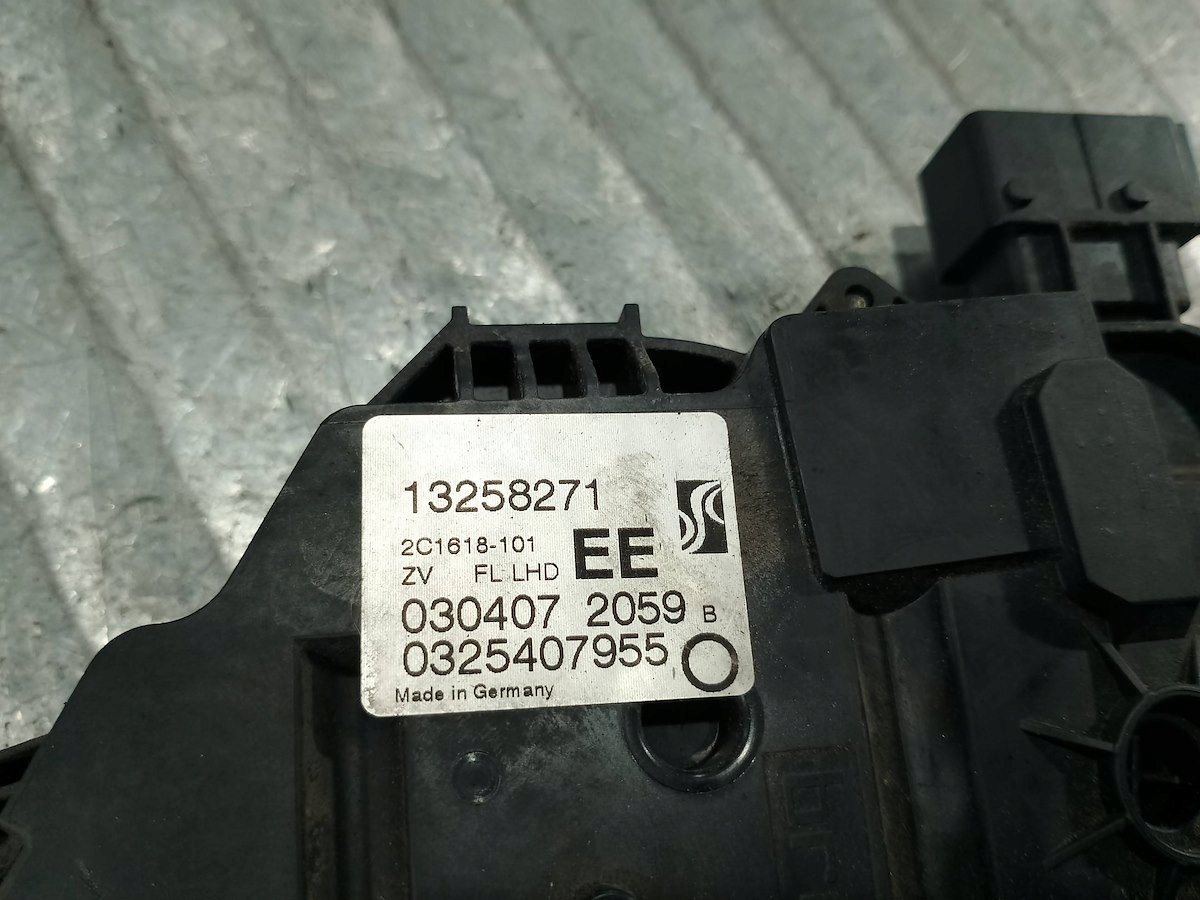 13258271
2C1618-101
ZV FL LHD EE
030407 2059 B
0325407955
Made in Germany